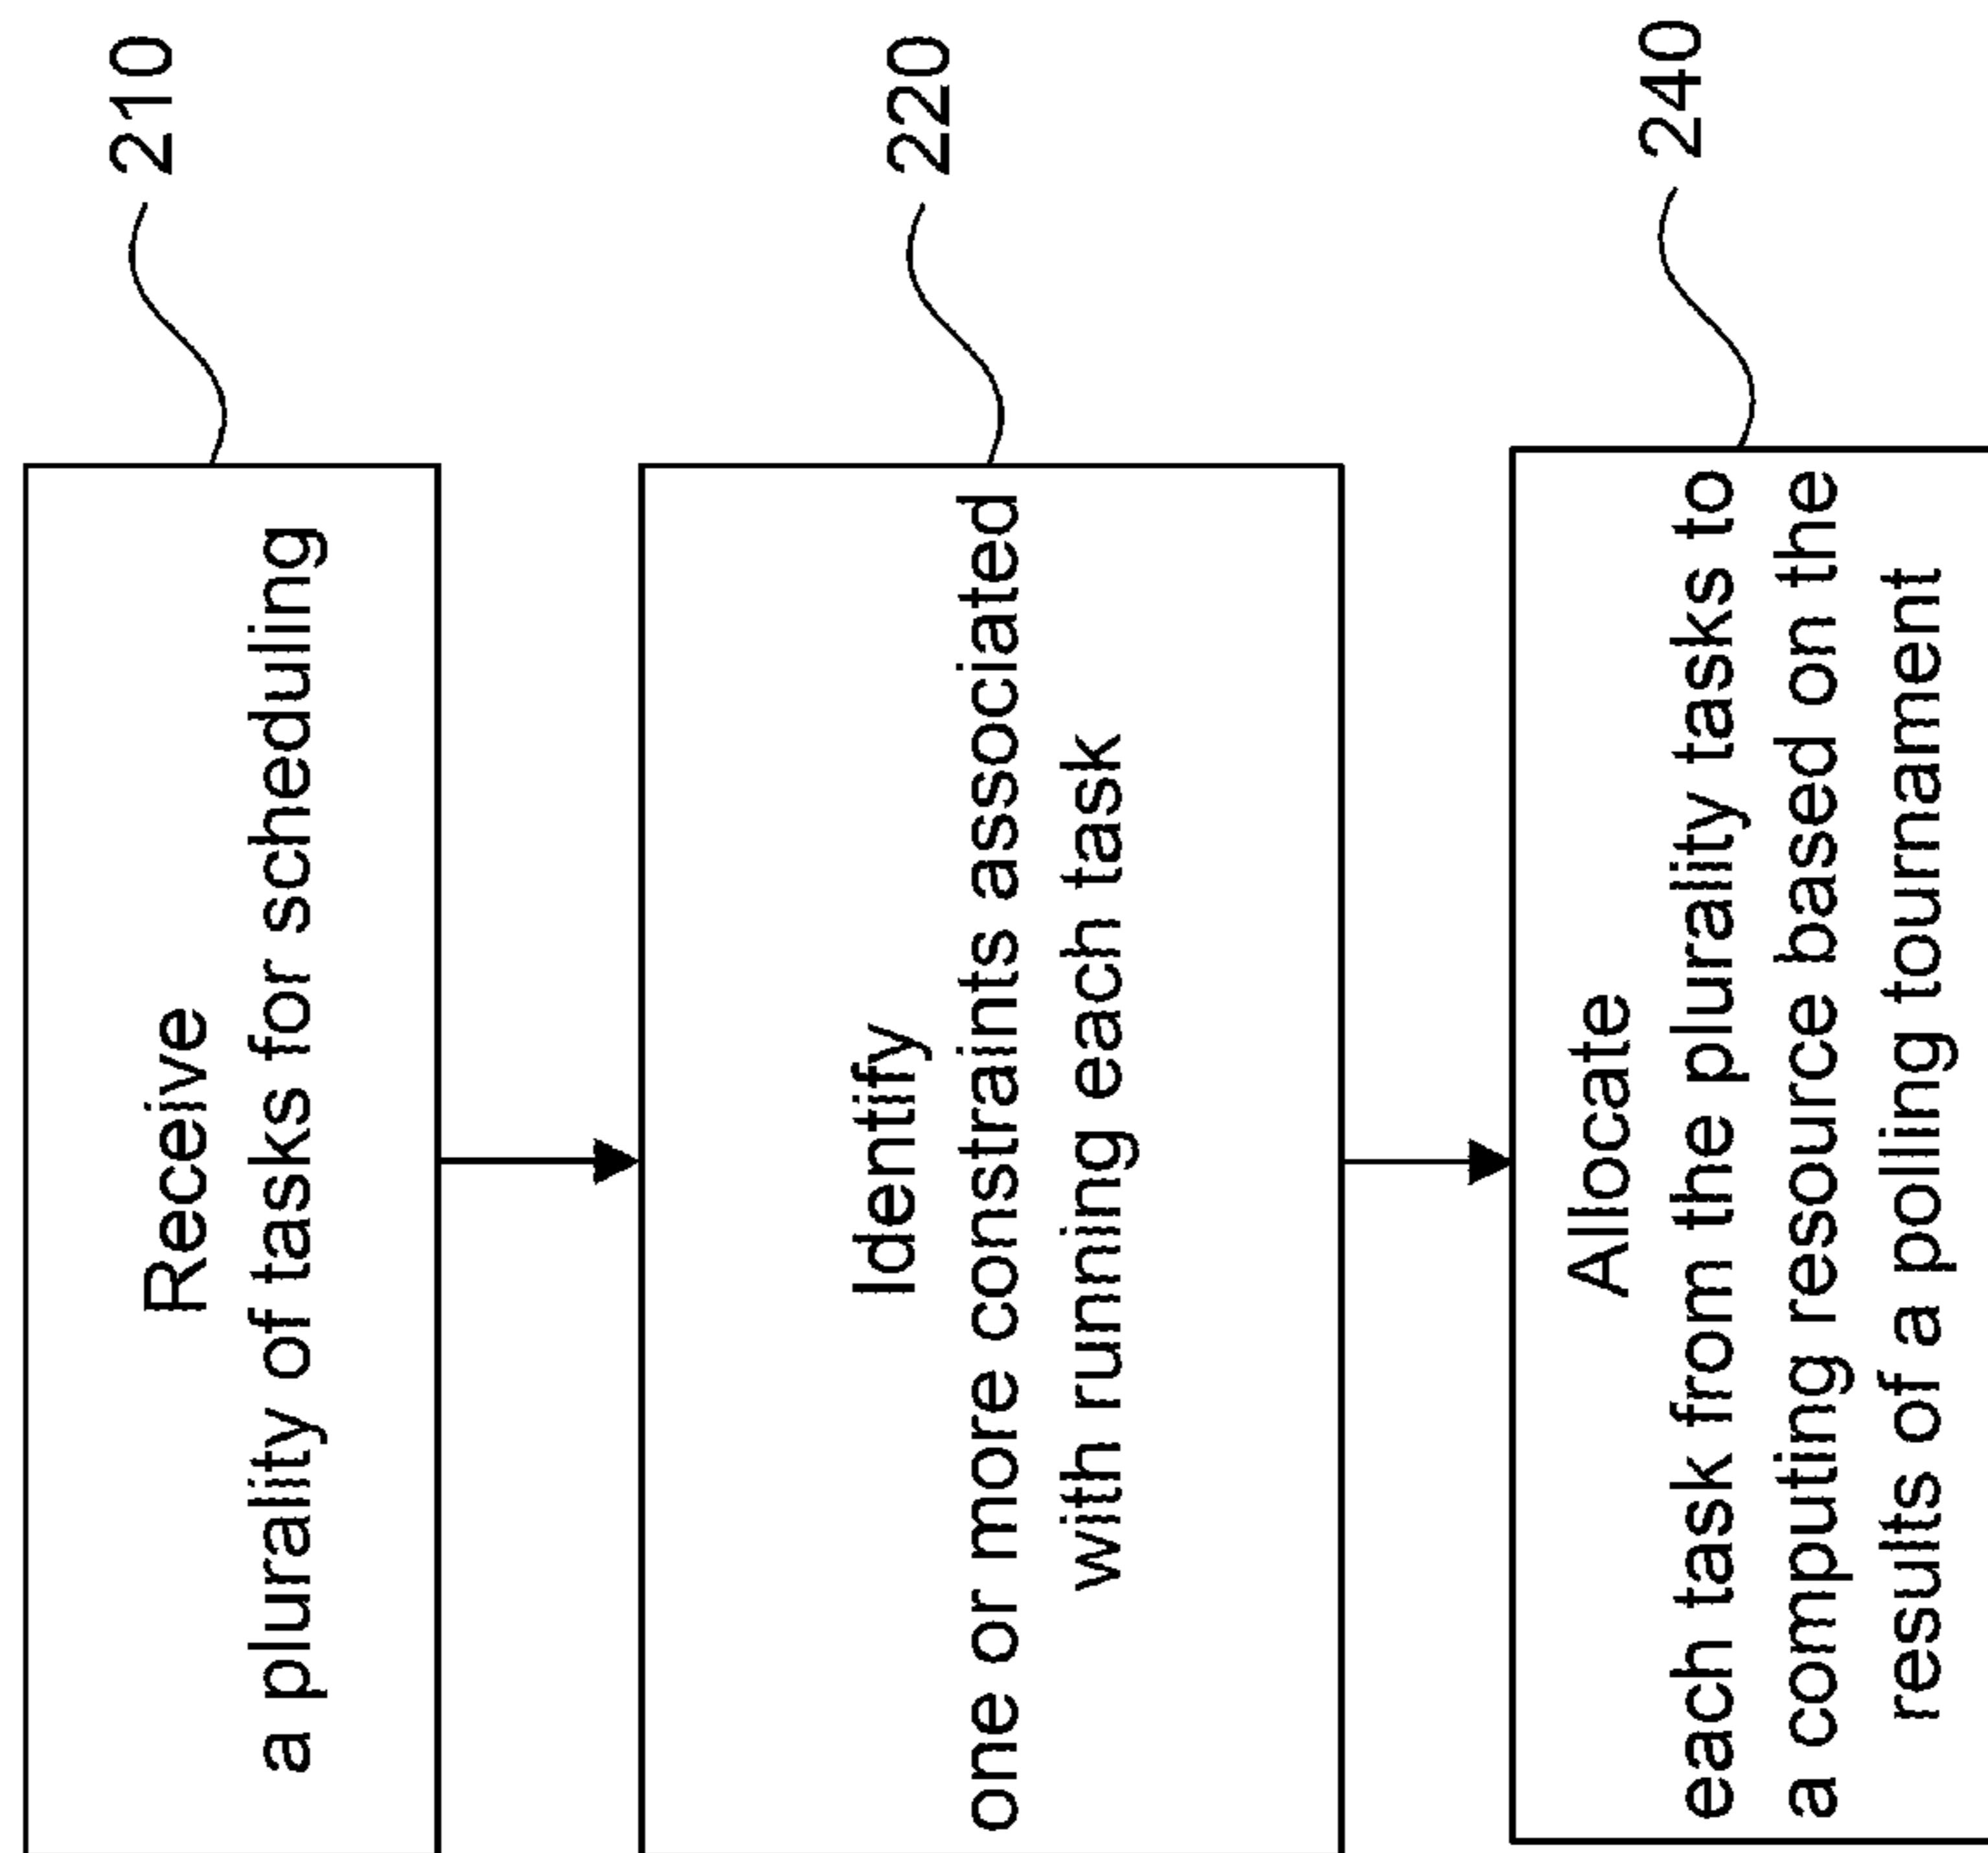 Receive
a plurality of tasks for scheduling
210
Identify
one or more constraints associated
with running each task
220
Allocate
each task from the plurality tasks to
a computing resource based on the
results of a polling tournament
240